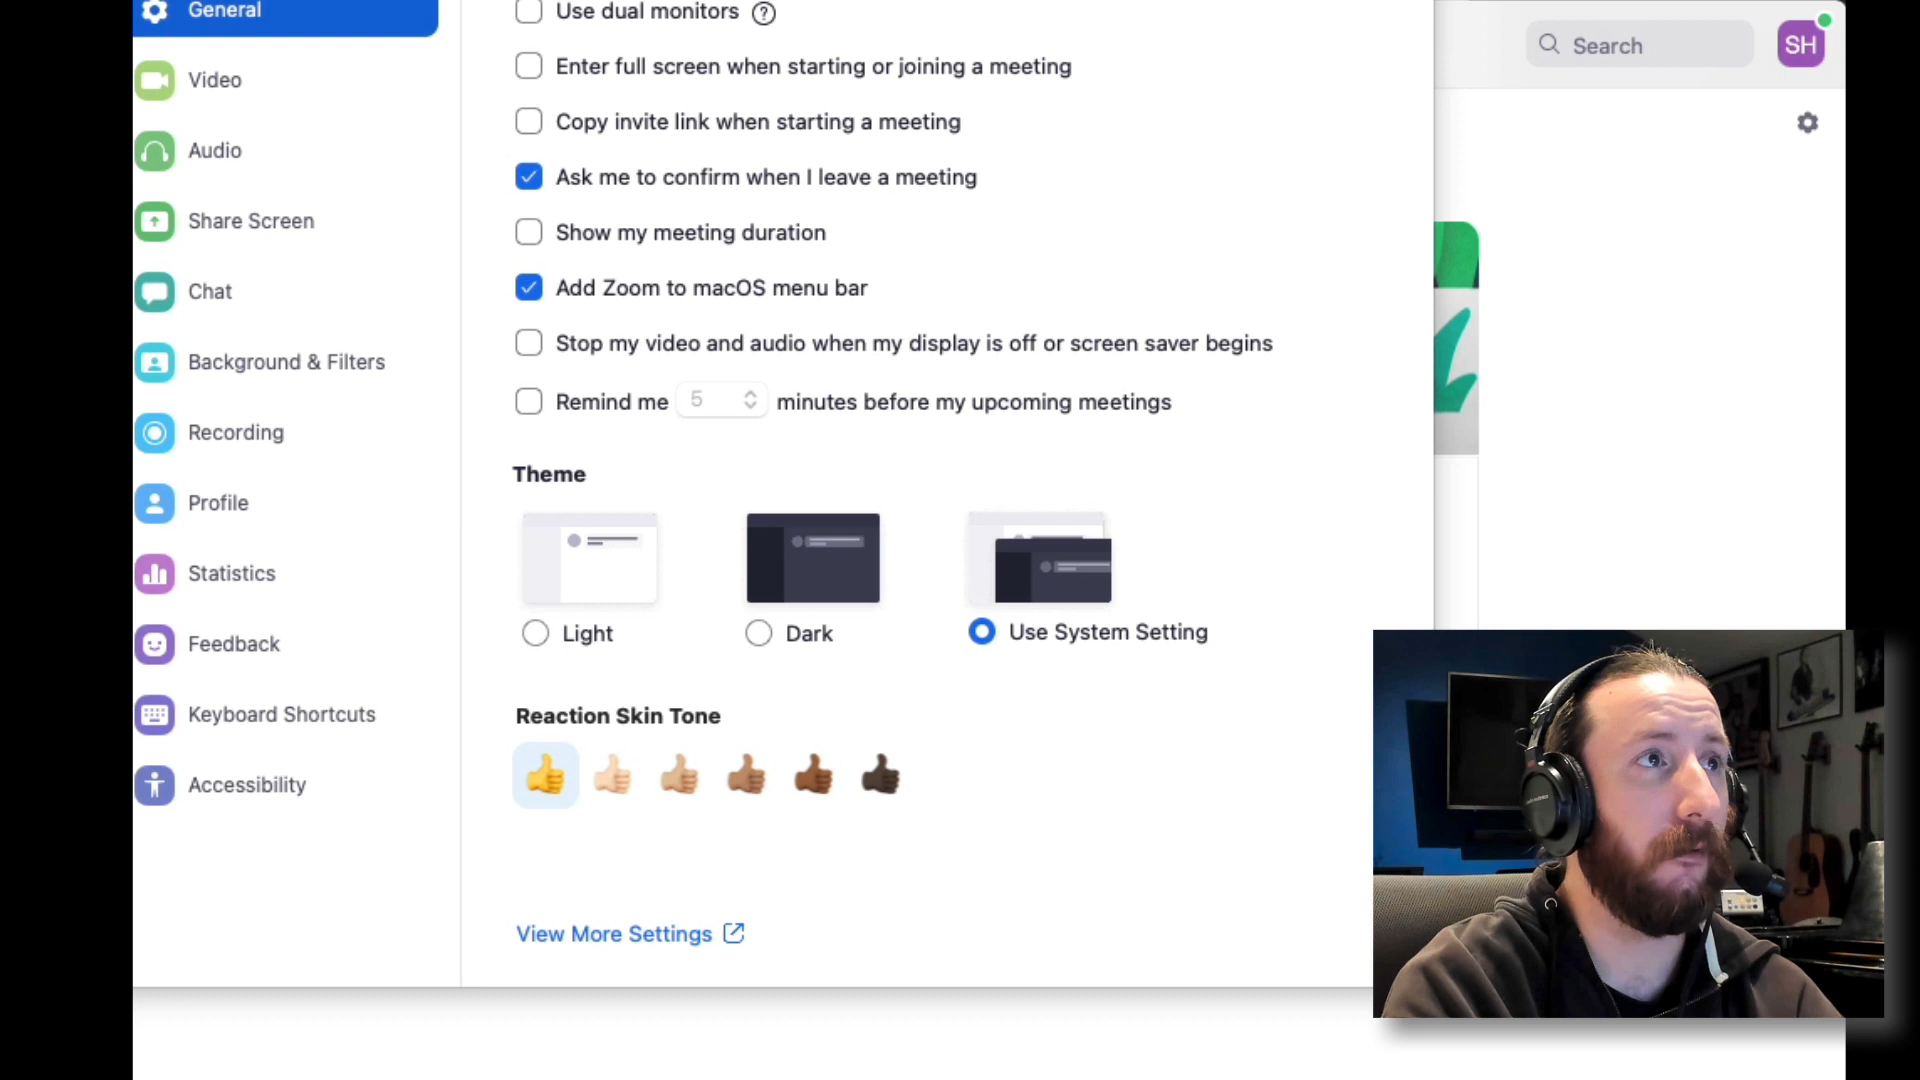 General
Video
Audio
Share Screen
Chat
Background & Filters
Recording
Profile
Statistics
Feedback
Keyboard Shortcuts
Accessibility
Use dual monitors ?
Enter full screen when starting or joining a meeting
Copy invite link when starting a meeting
Ask me to confirm when I leave a meeting
Show my meeting duration
Add Zoom to macOS menu bar
Stop my video and audio when my display is off or screen saver begins
Remind me 5 minutes before my upcoming meetings
Theme
Light Dark Use System Setting
Reaction Skin Tone
View More Settings
Search SH